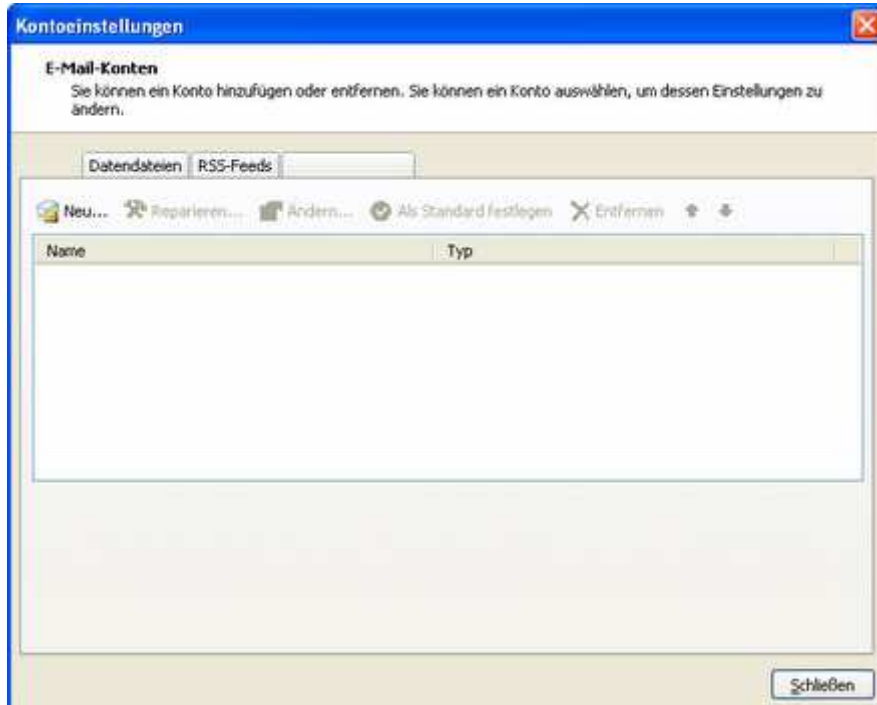 Kontoeinstellungen
E-Mail-Konten
Sie können ein Konto hinzufügen oder entfernen. Sie können ein Konto auswählen, um dessen Einstellungen zu
ändern.
Datendateien RSS-Feeds
Neu... Reparieren... Ändern... Als Standard festlegen Entfernen
Name Typ
Schließen